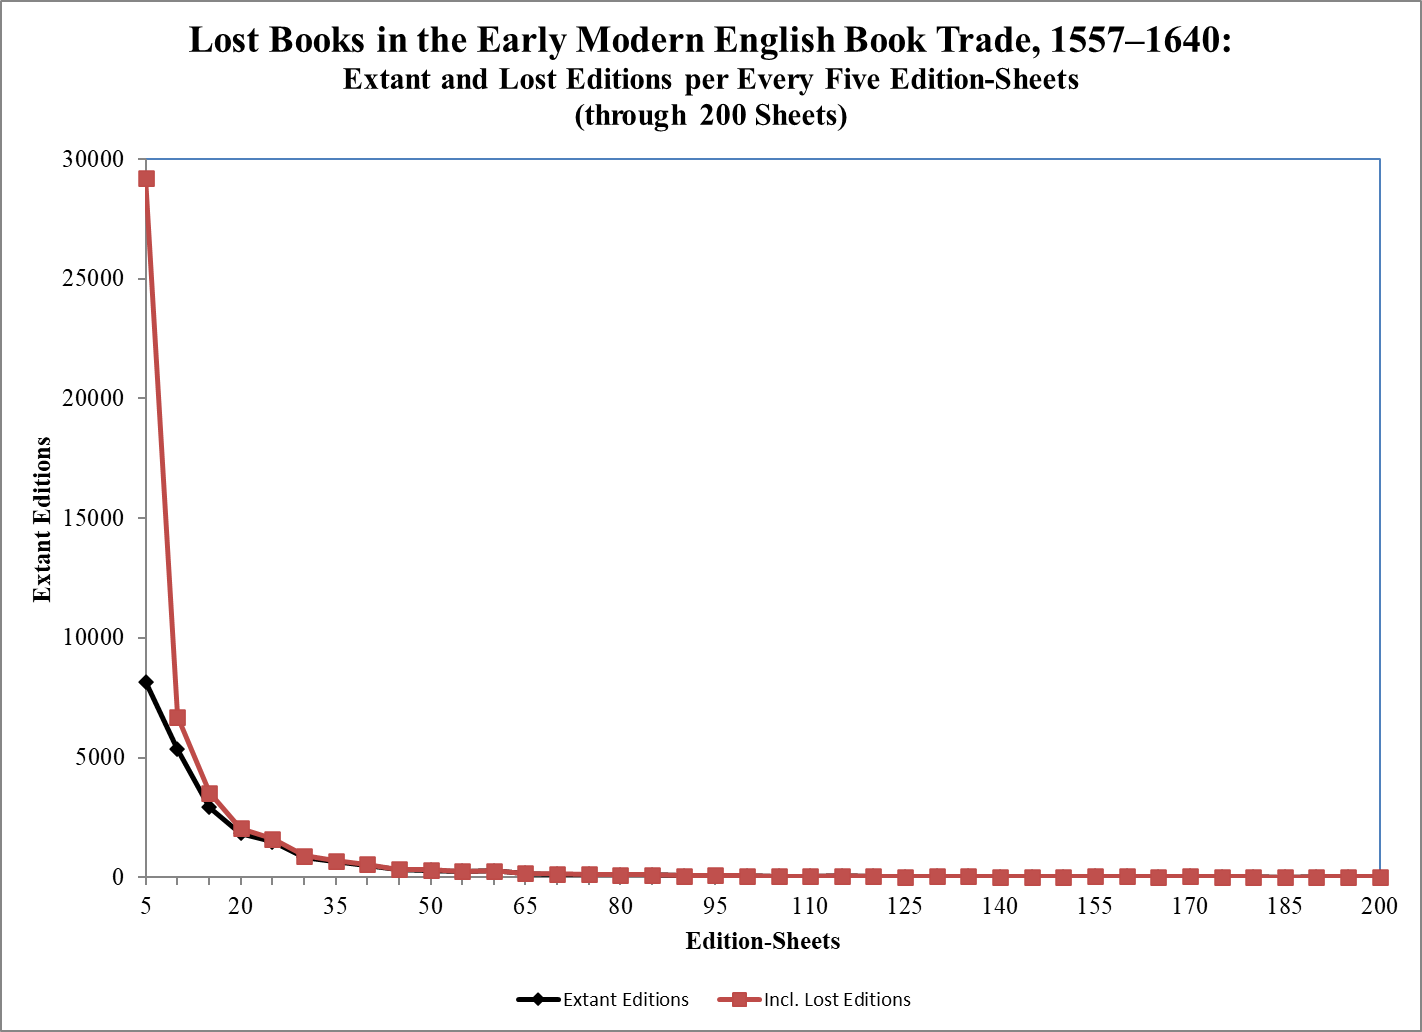 Lost Books in the Early Modern English Book Trade, 1557–1640:
Extant and Lost Editions per Every Five Edition-Sheets
(through 200 Sheets)
30000
25000
20000
15000
10000
5000
0
Extant Editions
5 20 35 50 65 80 95 110 125 140 155 170 185 200
Edition-Sheets
Extant Editions Incl. Lost Editions